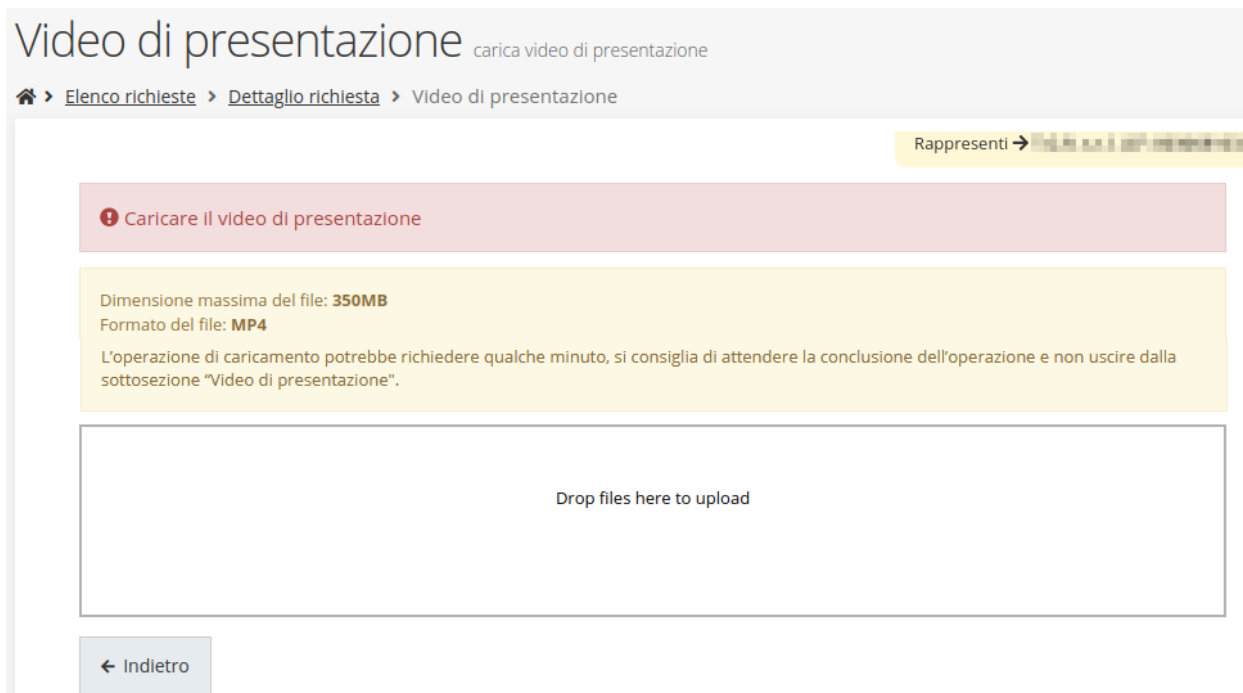 Video di presentazione carica video di presentazione
Elenco richieste > Dettaglio richiesta > Video di presentazione
Rappresenti
Caricare il video di presentazione
Dimensione massima del file: 350MB
Formato del file: MP4
L'operazione di caricamento potrebbe richiedere qualche minuto, si consiglia di attendere la conclusione dell'operazione e non uscire dalla
sottosezione “Video di presentazione".
Drop files here to upload
Indietro